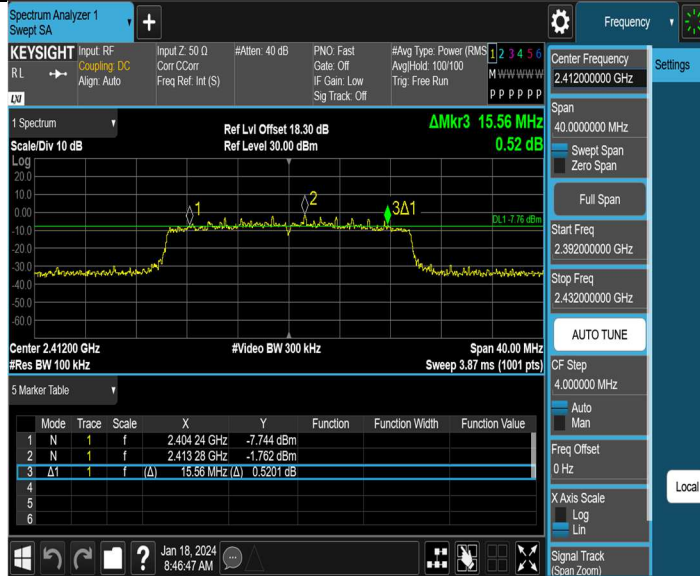 Spectrum Analyzer 1
Swept SA
+
Frequency
KEYSIGHT
Input: RF
Coupling: DC
Align: Auto
Input Z: 50 Ω
Corr CCorr
Freq Ref: Int (S)
#Atten: 40 dB
PNO: Fast
Gate: Off
IF Gain: Low
Sig Track: Off
#Avg Type: Power (RMS
Avg|Hold: 100/100
Trig: Free Run
1 2 3 4 5 6
M W W W W W
P P P P P P
R L
LXI
Center Frequency
2.412000000 GHz
Settings
1 Spectrum
Scale/Div 10 dB
Ref Lvl Offset 18.30 dB
Ref Level 30.00 dBm
ΔMkr3 15.56 MHz
0.52 dB
Log
20.0
10.0
0.00
-10.0
-20.0
-30.0
-40.0
-50.0
-60.0
1
2
3Δ1
DL1 -7.76 dBm
Center 2.41200 GHz
#Video BW 300 kHz
Span 40.00 MHz
#Res BW 100 kHz
Sweep 3.87 ms (1001 pts)
Span
40.0000000 MHz
Swept Span
Zero Span
Full Span
Start Freq
2.392000000 GHz
Stop Freq
2.432000000 GHz
AUTO TUNE
CF Step
4.000000 MHz
Auto
Man
Freq Offset
0 Hz
X Axis Scale
Log
Lin
Signal Track
(Span Zoom)
Local
5 Marker Table
Mode Trace Scale X Y Function Function Width Function Value
1 N 1 f 2.404 24 GHz -7.744 dBm
2 N 1 f 2.413 28 GHz -1.762 dBm
3 Δ1 1 f (Δ) 15.56 MHz (Δ) 0.5201 dB
4
5
6
?
Jan 18, 2024
8:46:47 AM